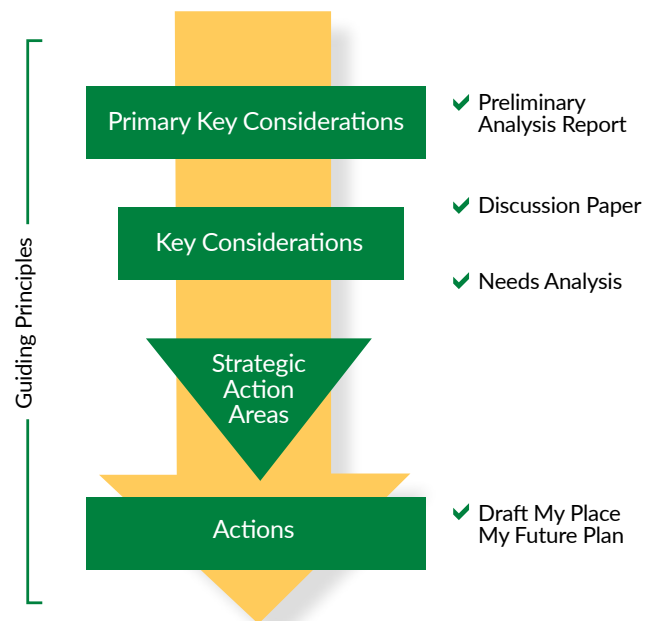 Guiding Principles
Primary Key Considerations
Preliminary
Analysis Report
Key Considerations
Discussion Paper
Needs Analysis
Strategic
Action
Areas
Actions
Draft My Place
My Future Plan